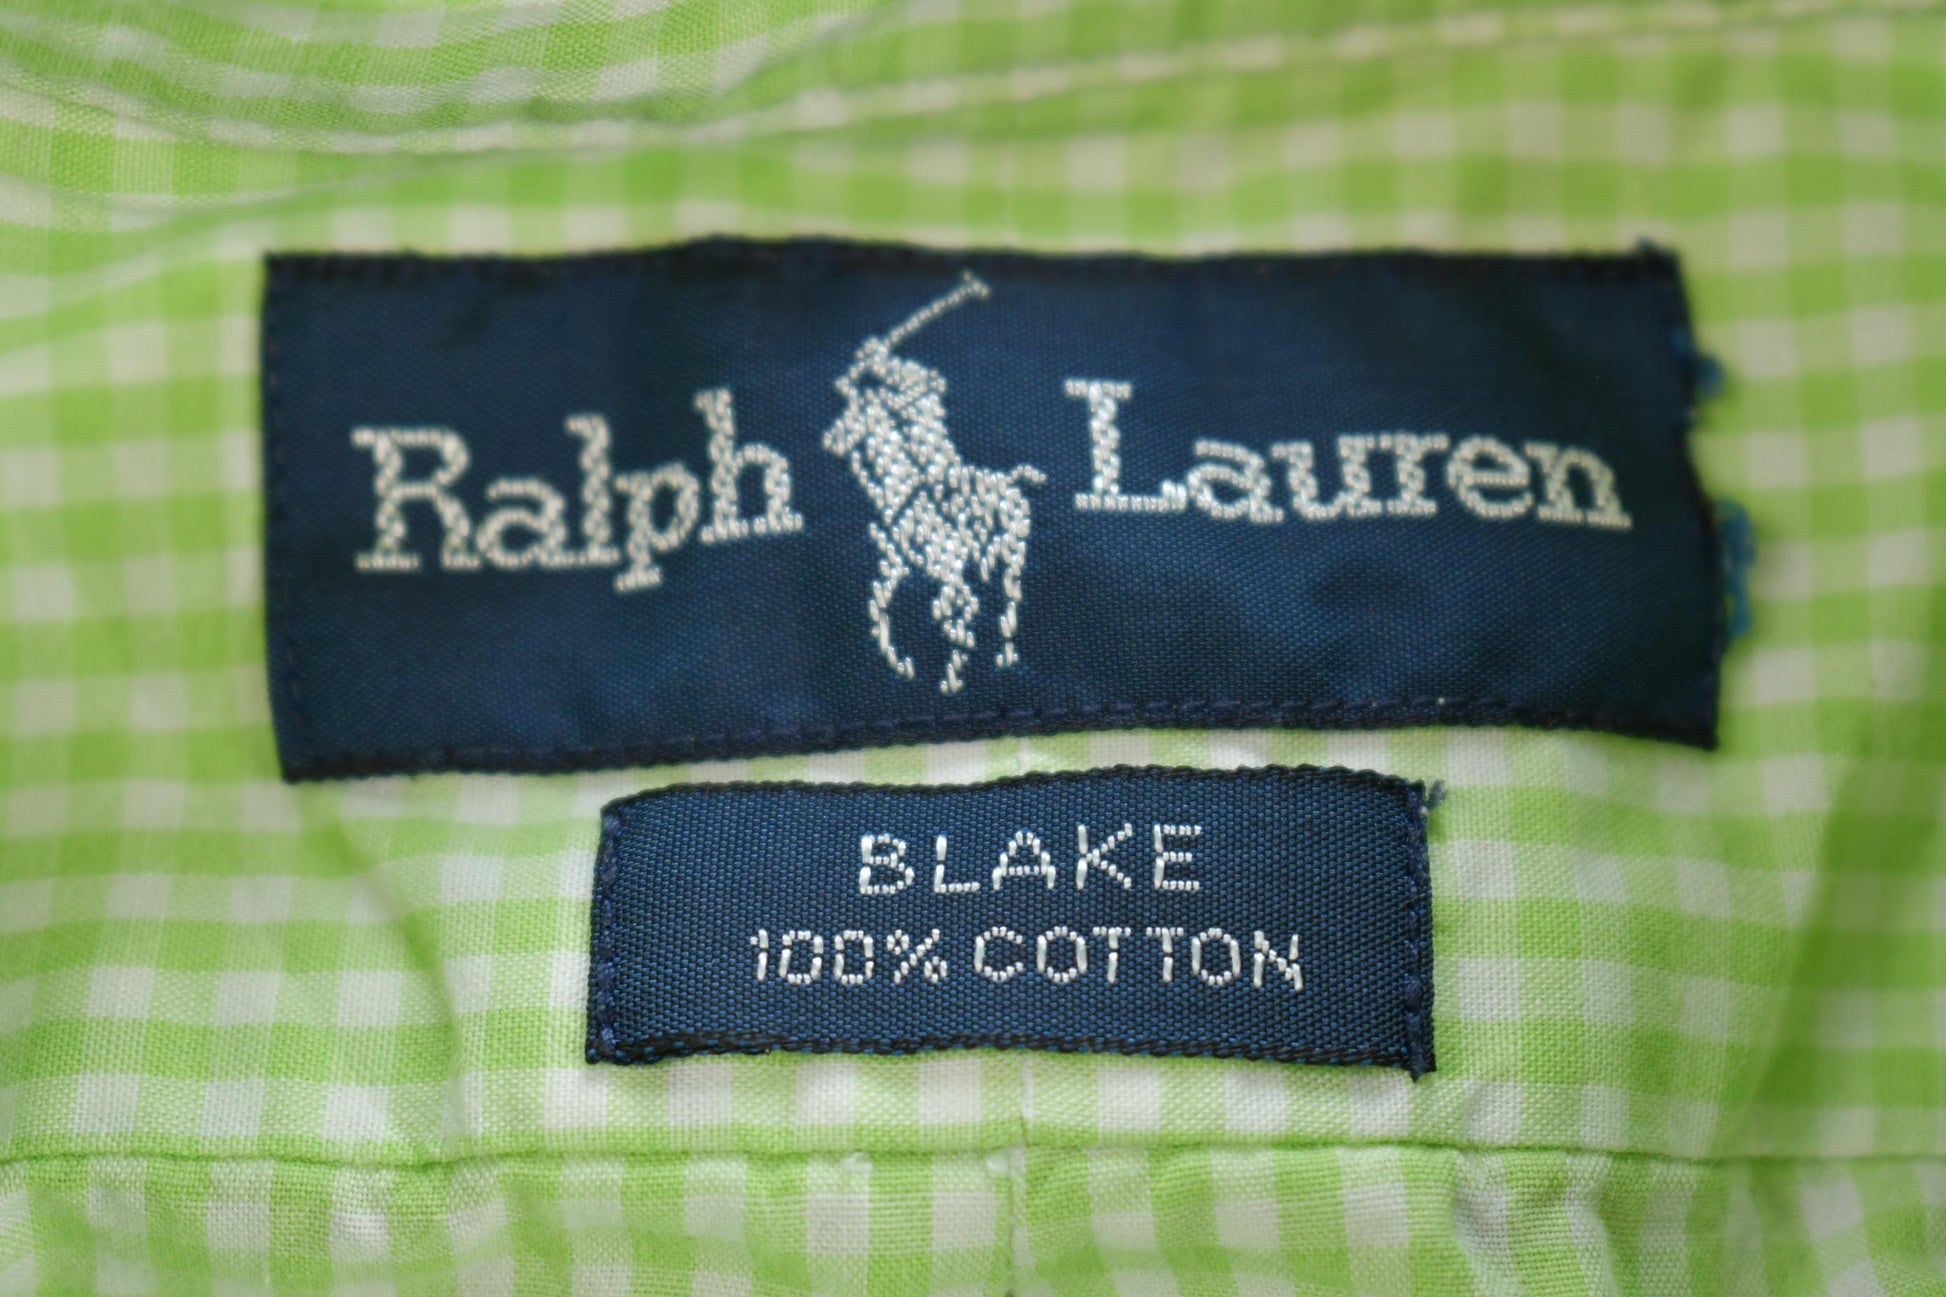 Ralph Lauren
BLAKE
100% COTTON